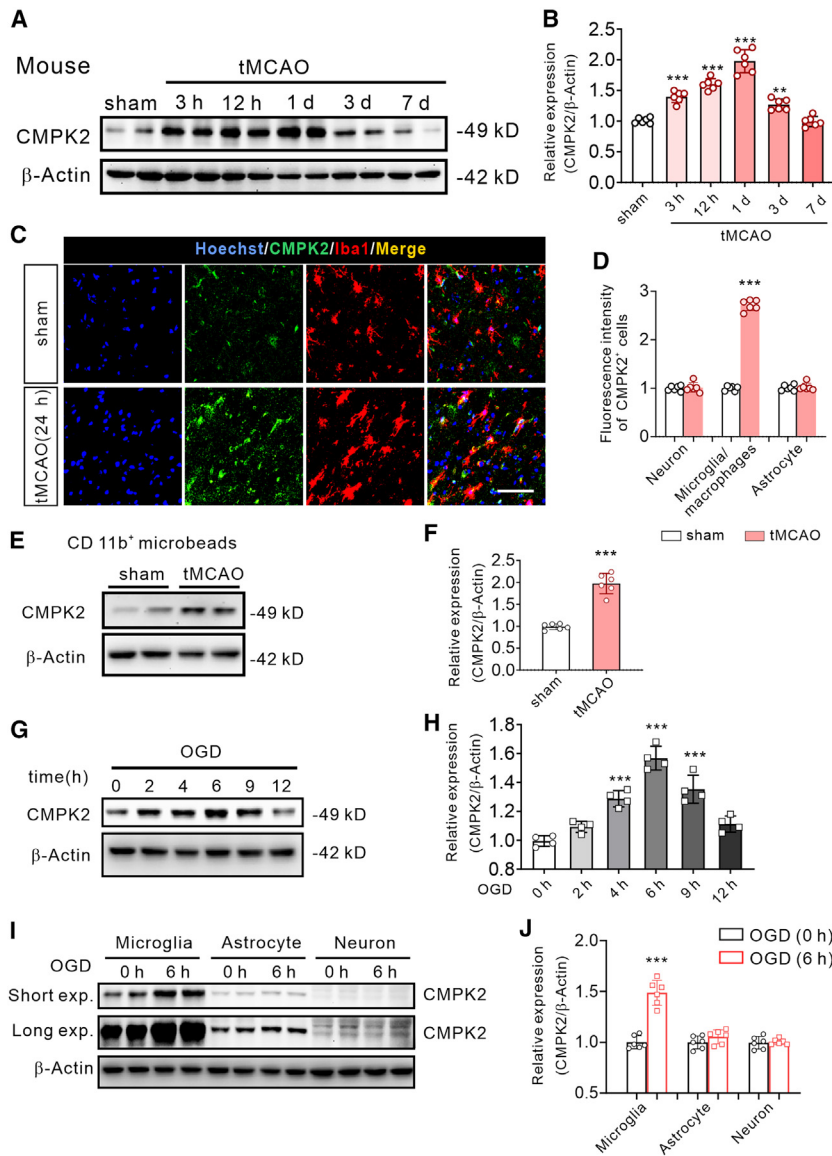 A
Mouse
tMCAO
sham 3 h 12 h 1 d 3 d 7 d
CMPK2
-49 kD
β-Actin
-42 kD
B
Relative expression
(CMPK2/β-Actin)
2.5
2.0
1.5
1.0
0.5
0.0
***
***
***
**
sham
3 h
12 h
1 d
3 d
7 d
tMCAO
C
Hoechst/CMPK2/Iba1/Merge
sham
tMCAO(24 h)
D
Fluorescence intensity
of CMPK2⁺ cells
3
2
1
0
***
Neuron
Microglia/
macrophages
Astrocyte
sham
tMCAO
E
CD 11b⁺ microbeads
sham tMCAO
CMPK2
-49 kD
β-Actin
-42 kD
F
Relative expression
(CMPK2/β-Actin)
2.5
2.0
1.5
1.0
0.5
0.0
***
sham
tMCAO
G
OGD
time(h) 0 2 4 6 9 12
CMPK2
-49 kD
β-Actin
-42 kD
H
Relative expression
(CMPK2/β-Actin)
1.8
1.6
1.4
1.2
1.0
0.8
***
***
***
OGD
0 h
2 h
4 h
6 h
9 h
12 h
I
Microglia Astrocyte Neuron
OGD 0 h 6 h 0 h 6 h 0 h 6 h
Short exp.
CMPK2
Long exp.
CMPK2
β-Actin
J
OGD (0 h)
OGD (6 h)
Relative expression
(CMPK2/β-Actin)
2.0
1.5
1.0
0.5
***
Microglia
Astrocyte
Neuron